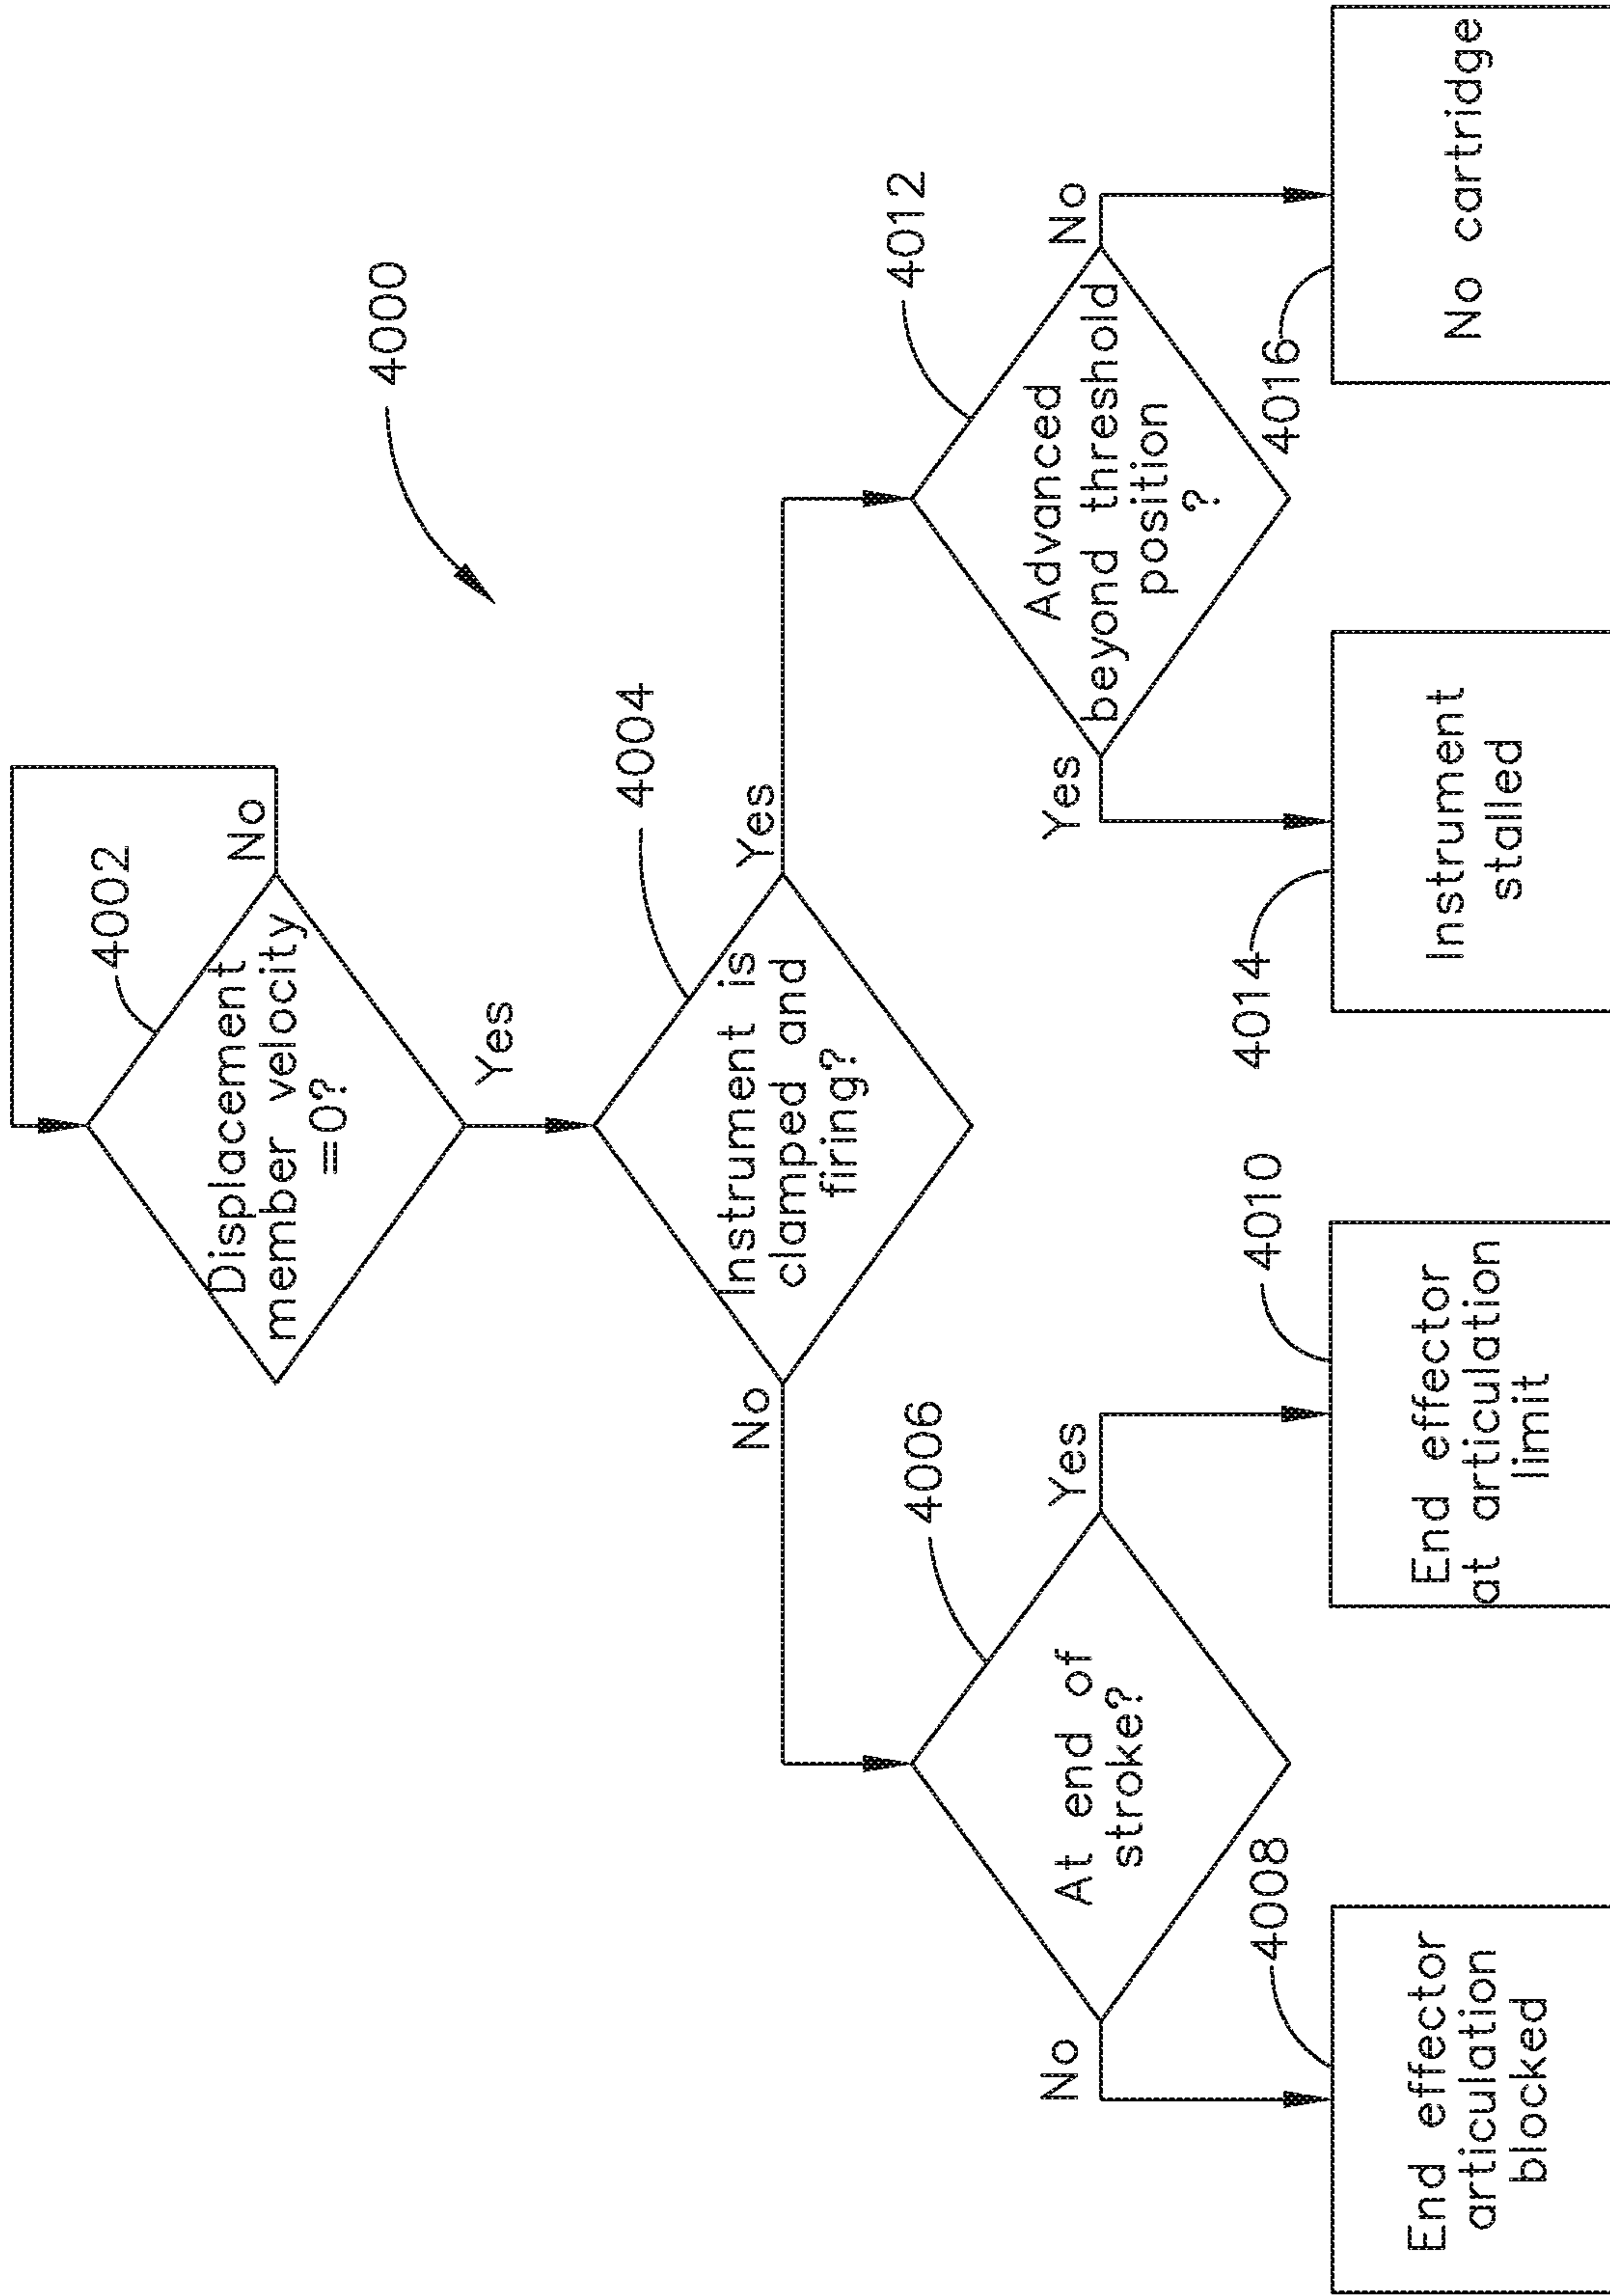 4000
4002
Displacement
member velocity
=0?
No
Yes
4004
Instrument is
clamped and
firing?
No
Yes
4006
At end of
stroke?
No
Yes
4012
Advanced
beyond threshold
position
?
Yes
No
4008
End effector
articulation
blocked
4010
End effector
at articulation
limit
4014
Instrument
stalled
4016
No cartridge